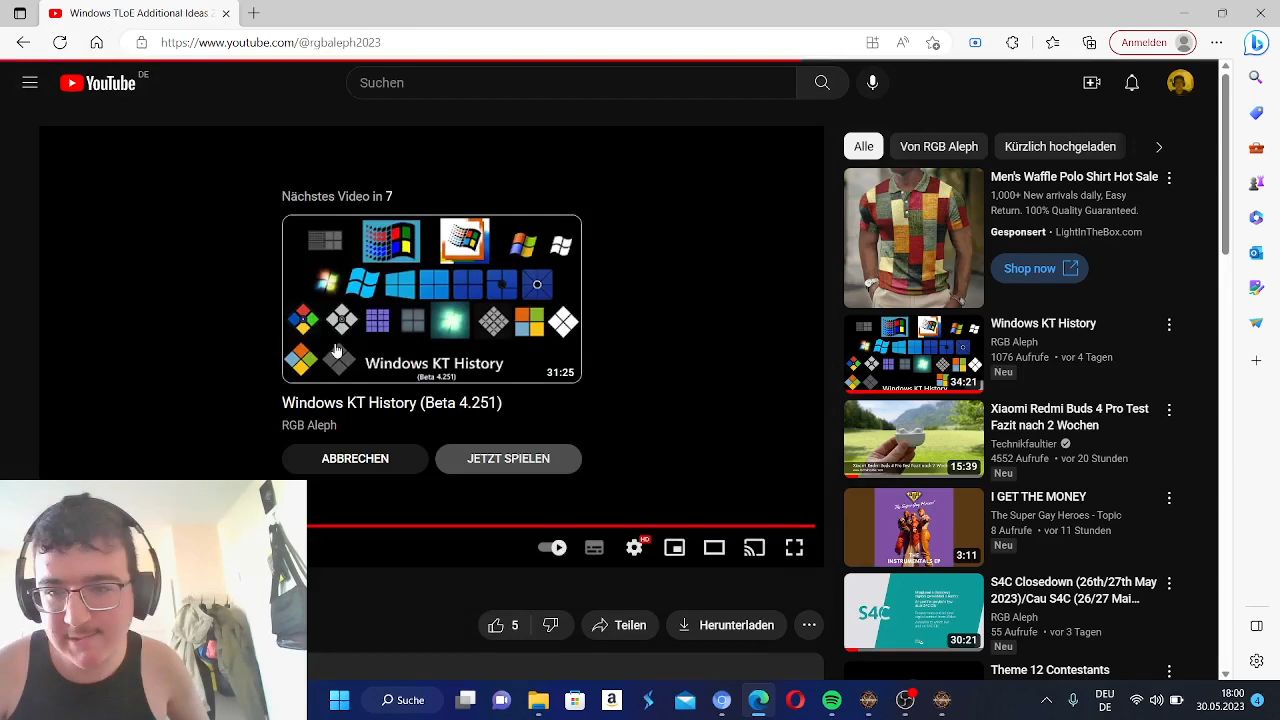 Windows TLoE Additional Ideas 2
https://www.youtube.com/@rgbaleph2023
Anmelden
YouTube
DE
Suchen
Nächstes Video in 7
Windows KT History
(Beta 4.251)
31:25
Windows KT History (Beta 4.251)
RGB Aleph
ABBRECHEN
JETZT SPIELEN
HD
5
Teilen
Herunterladen
Alle
Von RGB Aleph
Kürzlich hochgeladen
Men's Waffle Polo Shirt Hot Sale
1,000+ New arrivals daily, Easy
Return. 100% Quality Guaranteed.
Gesponsert • LightInTheBox.com
Shop now
Windows KT History
34:21
Windows KT History
RGB Aleph
1076 Aufrufe • vor 4 Tagen
Neu
15:39
Xiaomi Redmi Buds 4 Pro Test
Fazit nach 2 Wochen
Technikfaultier
4552 Aufrufe • vor 20 Stunden
Neu
INSTRUMENTALS EP
3:11
I GET THE MONEY
The Super Gay Heroes - Topic
8 Aufrufe • vor 11 Stunden
Neu
S4C
30:21
S4C Closedown (26th/27th May
2023)/Cau S4C (26/27 Mai...
RGB Aleph
55 Aufrufe • vor 3 Tagen
Neu
Theme 12 Contestants
Suche
DEU
DE
18:00
30.05.2023
4